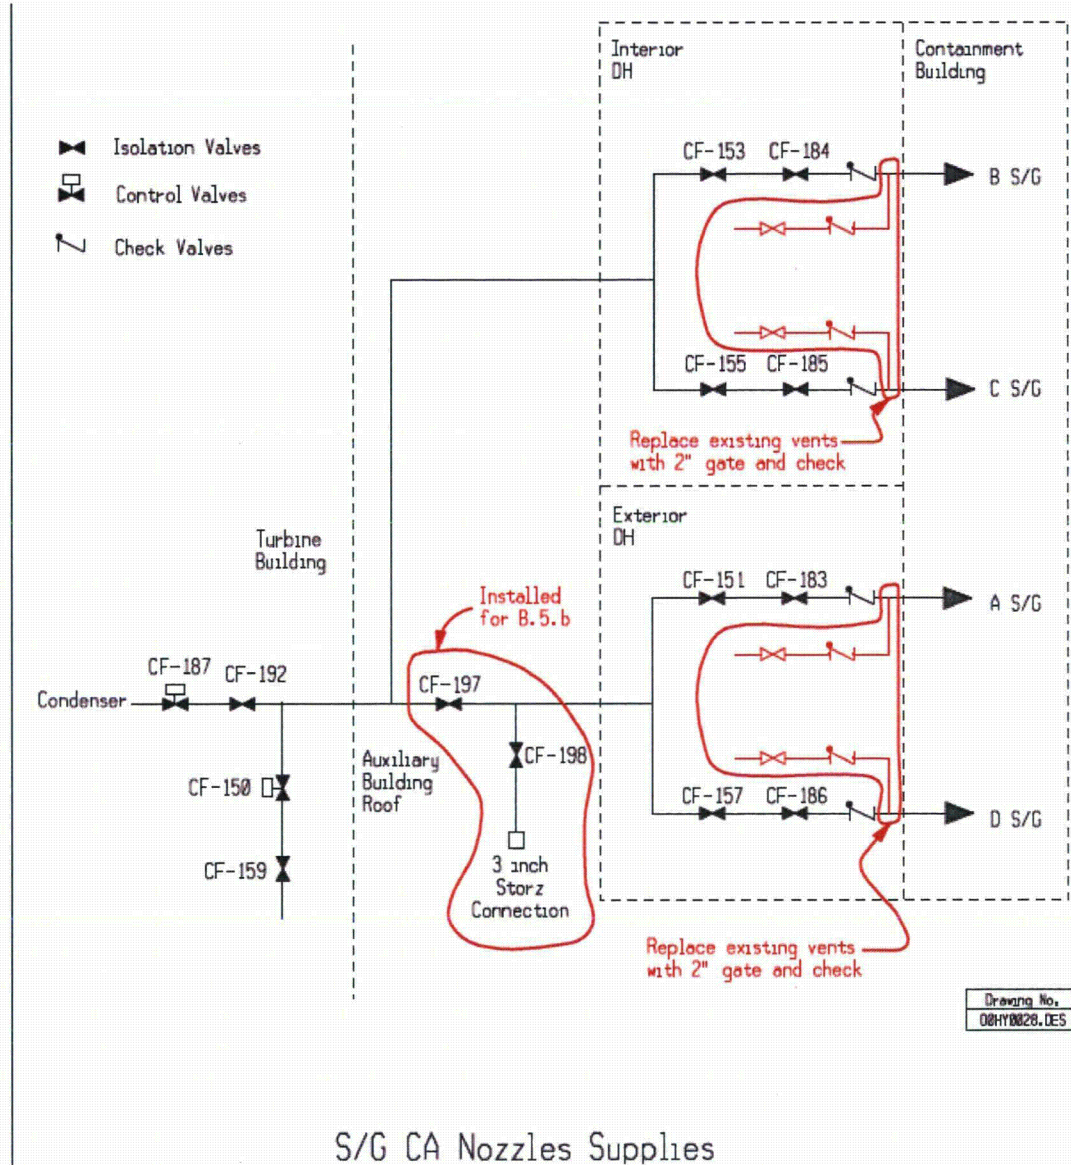 Interior
DH
Containment
Building
Isolation Valves
Control Valves
Check Valves
CF-153
CF-184
B S/G
CF-155
CF-185
C S/G
Replace existing vents
with 2" gate and check
Exterior
DH
Turbine
Building
Installed
for B.5.b
CF-151
CF-183
A S/G
CF-187
CF-192
CF-197
Condenser
CF-198
Auxiliary
Building
Roof
CF-150
CF-157
CF-186
D S/G
CF-159
3 inch
Storz
Connection
Replace existing vents
with 2" gate and check
Drawing No.
O0HY0028.DES
S/G CA Nozzles Supplies